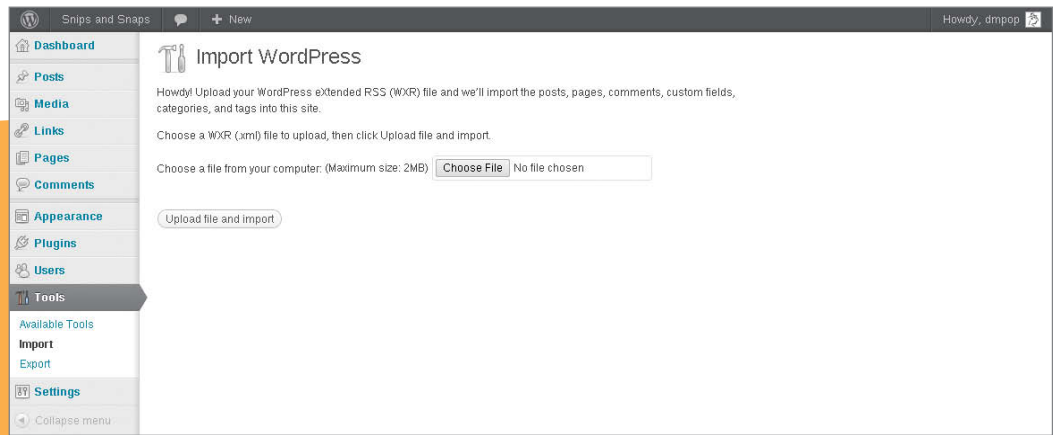 Snips and Snaps + New Howdy, dmpop
Dashboard
Posts
Media
Links
Pages
Comments
Appearance
Plugins
Users
Tools
Available Tools
Import
Export
Settings
Collapse menu
Import WordPress
Howdy! Upload your WordPress eXtended RSS (WXR) file and we'll import the posts, pages, comments, custom fields,
categories, and tags into this site.
Choose a WXR (.xml) file to upload, then click Upload file and import.
Choose a file from your computer: (Maximum size: 2MB) Choose File No file chosen
Upload file and import